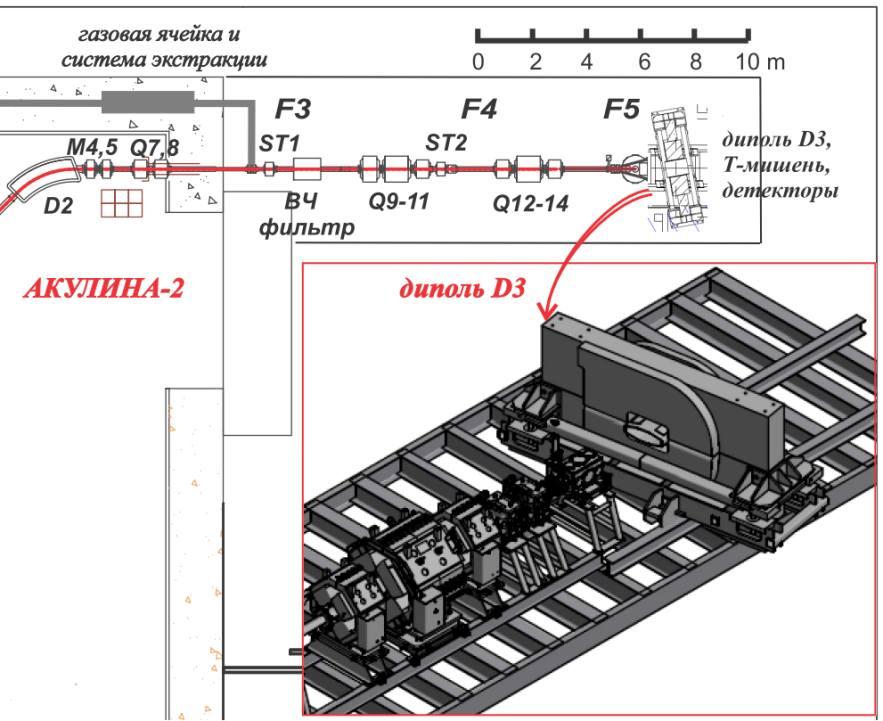 газовая ячейка и
система экстракции
0 2 4 6 8 10 m
F3 F4 F5
M4,5 Q7,8 ST1 ST2
диполь D3,
Т-мишень,
детекторы
D2 ВЧ Q9-11 Q12-14
фильтр
АКУЛИНА-2 диполь D3